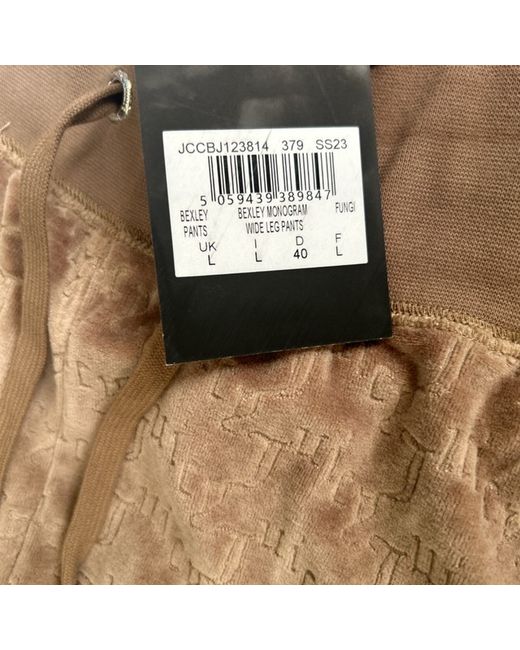 JCCBJ123814 379 SS23
5 059439 389847
BEXLEY BEXLEY MONOGRAM FUNGI
PANTS WIDE LEG PANTS
UK I D F
L L 40 L